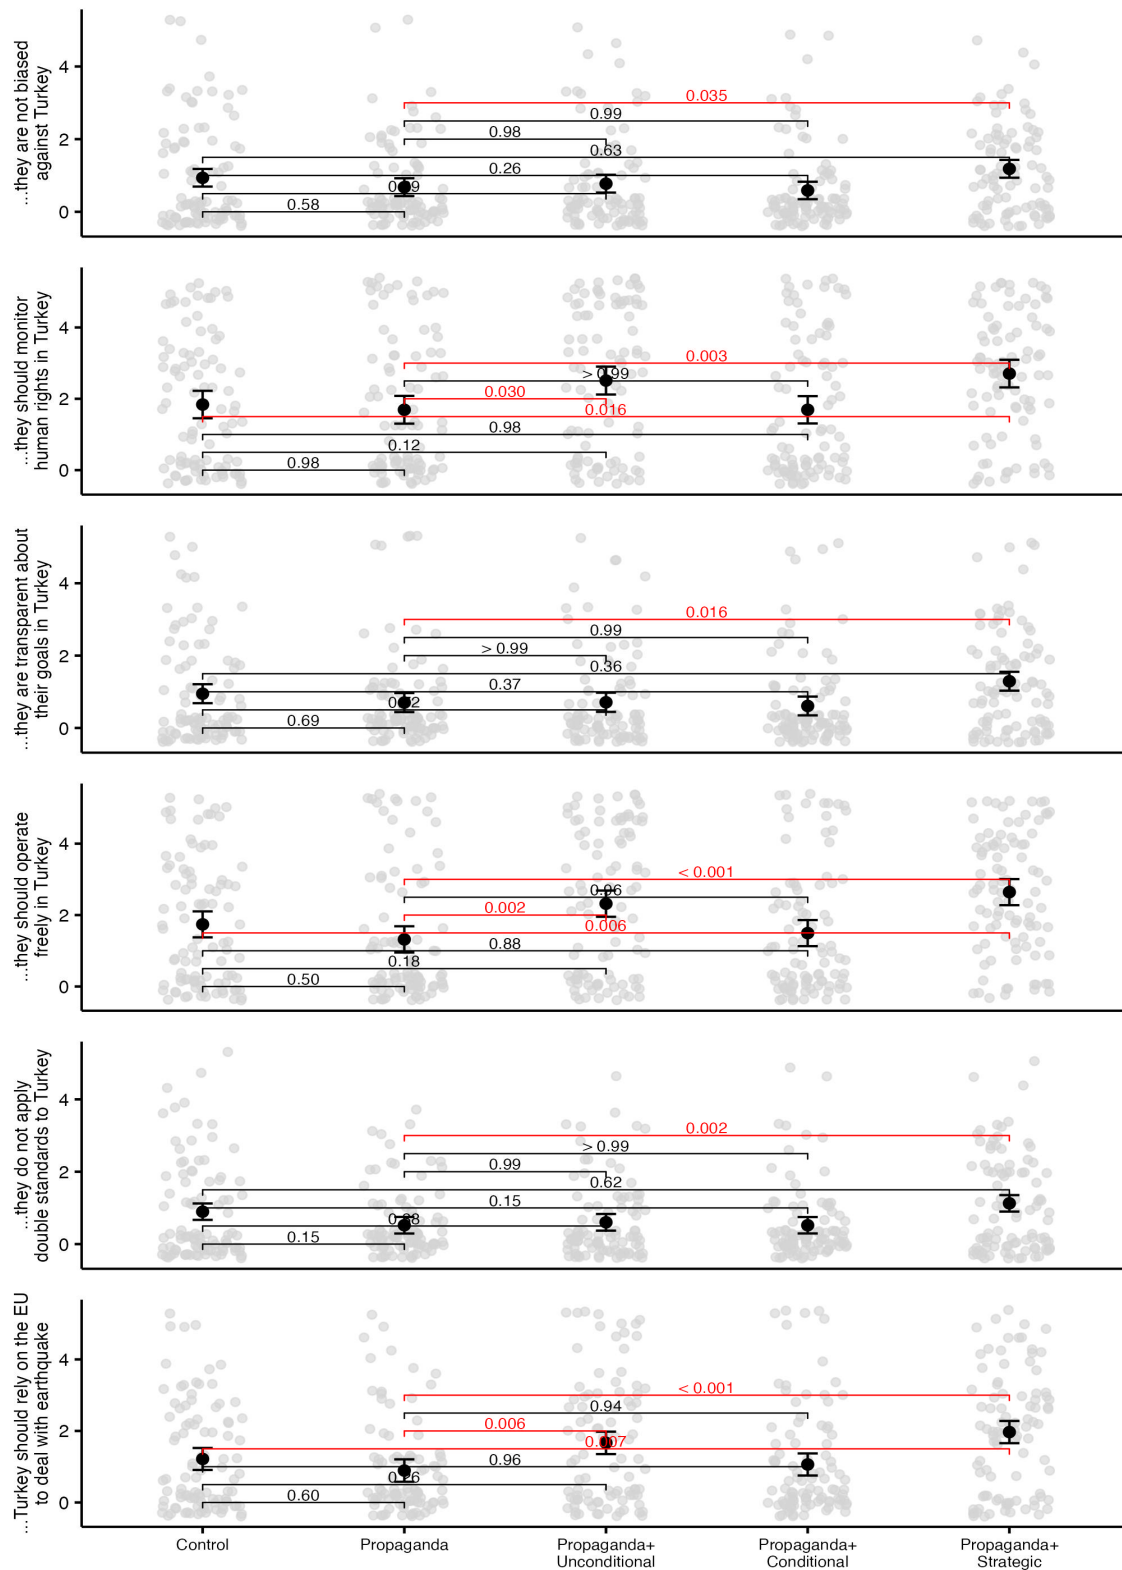 ...they are not biased
against Turkey
4
2
0
0.035
0.99
0.98
0.63
0.26
0.58
...they should monitor
human rights in Turkey
4
2
0
0.003
> 0.99
0.030
0.016
0.98
0.12
0.98
...they are transparent about
their goals in Turkey
4
2
0
0.016
0.99
> 0.99
0.36
0.37
0.69
...they should operate
freely in Turkey
4
2
0
< 0.001
0.96
0.002
0.006
0.88
0.18
0.50
...they do not apply
double standards to Turkey
4
2
0
0.002
> 0.99
0.99
0.62
0.15
0.15
...Turkey should rely on the EU
to deal with earthquake
4
2
0
< 0.001
0.94
0.006
0.007
0.96
0.26
0.60
Control
Propaganda
Propaganda+
Unconditional
Propaganda+
Conditional
Propaganda+
Strategic